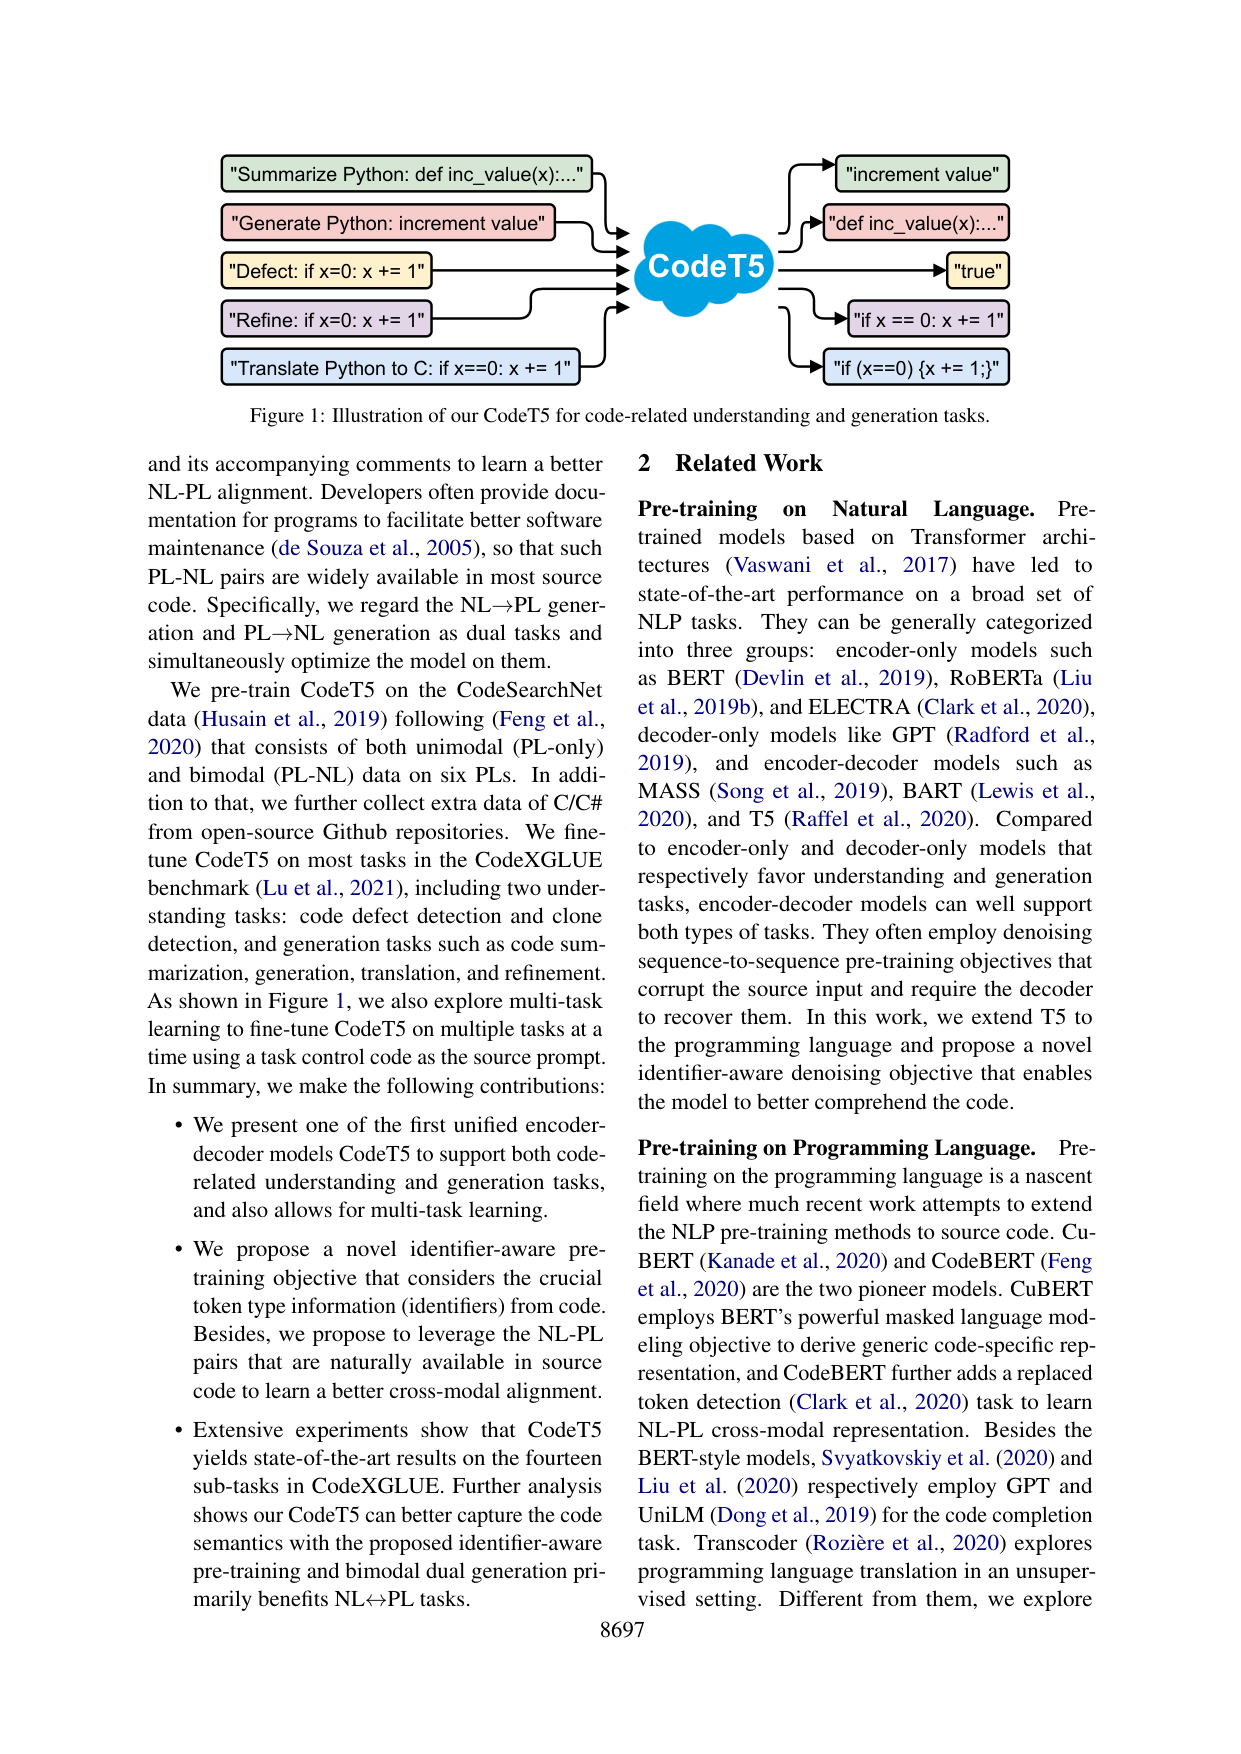 "Summarize Python: def inc_value(x):..."
"Generate Python: increment value"
"Defect: if x=0: x += 1"
"Refine: if x=0: x += 1"
"Translate Python to C: if x==0: x += 1"
CodeT5
"increment value"
"def inc_value(x):..."
"true"
"if x == 0: x += 1"
"if (x==0) {x += 1;}"
Figure 1: Illustration of our CodeT5 for code-related understanding and generation tasks.
and its accompanying comments to learn a better
NL-PL alignment. Developers often provide docu-
mentation for programs to facilitate better software
maintenance (de Souza et al., 2005), so that such
PL-NL pairs are widely available in most source
code. Specifically, we regard the NL→PL gener-
ation and PL→NL generation as dual tasks and
simultaneously optimize the model on them.
We pre-train CodeT5 on the CodeSearchNet
data (Husain et al., 2019) following (Feng et al.,
2020) that consists of both unimodal (PL-only)
and bimodal (PL-NL) data on six PLs. In addi-
tion to that, we further collect extra data of C/C#
from open-source Github repositories. We fine-
tune CodeT5 on most tasks in the CodeXGLUE
benchmark (Lu et al., 2021), including two under-
standing tasks: code defect detection and clone
detection, and generation tasks such as code sum-
marization, generation, translation, and refinement.
As shown in Figure 1, we also explore multi-task
learning to fine-tune CodeT5 on multiple tasks at a
time using a task control code as the source prompt.
In summary, we make the following contributions:
• We present one of the first unified encoder-
decoder models CodeT5 to support both code-
related understanding and generation tasks,
and also allows for multi-task learning.
• We propose a novel identifier-aware pre-
training objective that considers the crucial
token type information (identifiers) from code.
Besides, we propose to leverage the NL-PL
pairs that are naturally available in source
code to learn a better cross-modal alignment.
• Extensive experiments show that CodeT5
yields state-of-the-art results on the fourteen
sub-tasks in CodeXGLUE. Further analysis
shows our CodeT5 can better capture the code
semantics with the proposed identifier-aware
pre-training and bimodal dual generation pri-
marily benefits NL↔PL tasks.
2 Related Work
Pre-training on Natural Language. Pre-
trained models based on Transformer archi-
tectures (Vaswani et al., 2017) have led to
state-of-the-art performance on a broad set of
NLP tasks. They can be generally categorized
into three groups: encoder-only models such
as BERT (Devlin et al., 2019), RoBERTa (Liu
et al., 2019b), and ELECTRA (Clark et al., 2020),
decoder-only models like GPT (Radford et al.,
2019), and encoder-decoder models such as
MASS (Song et al., 2019), BART (Lewis et al.,
2020), and T5 (Raffel et al., 2020). Compared
to encoder-only and decoder-only models that
respectively favor understanding and generation
tasks, encoder-decoder models can well support
both types of tasks. They often employ denoising
sequence-to-sequence pre-training objectives that
corrupt the source input and require the decoder
to recover them. In this work, we extend T5 to
the programming language and propose a novel
identifier-aware denoising objective that enables
the model to better comprehend the code.
Pre-training on Programming Language. Pre-
training on the programming language is a nascent
field where much recent work attempts to extend
the NLP pre-training methods to source code. Cu-
BERT (Kanade et al., 2020) and CodeBERT (Feng
et al., 2020) are the two pioneer models. CuBERT
employs BERT's powerful masked language mod-
eling objective to derive generic code-specific rep-
resentation, and CodeBERT further adds a replaced
token detection (Clark et al., 2020) task to learn
NL-PL cross-modal representation. Besides the
BERT-style models, Svyatkovskiy et al. (2020) and
Liu et al. (2020) respectively employ GPT and
UniLM (Dong et al., 2019) for the code completion
task. Transcoder (Rozière et al., 2020) explores
programming language translation in an unsuper-
vised setting. Different from them, we explore
8697